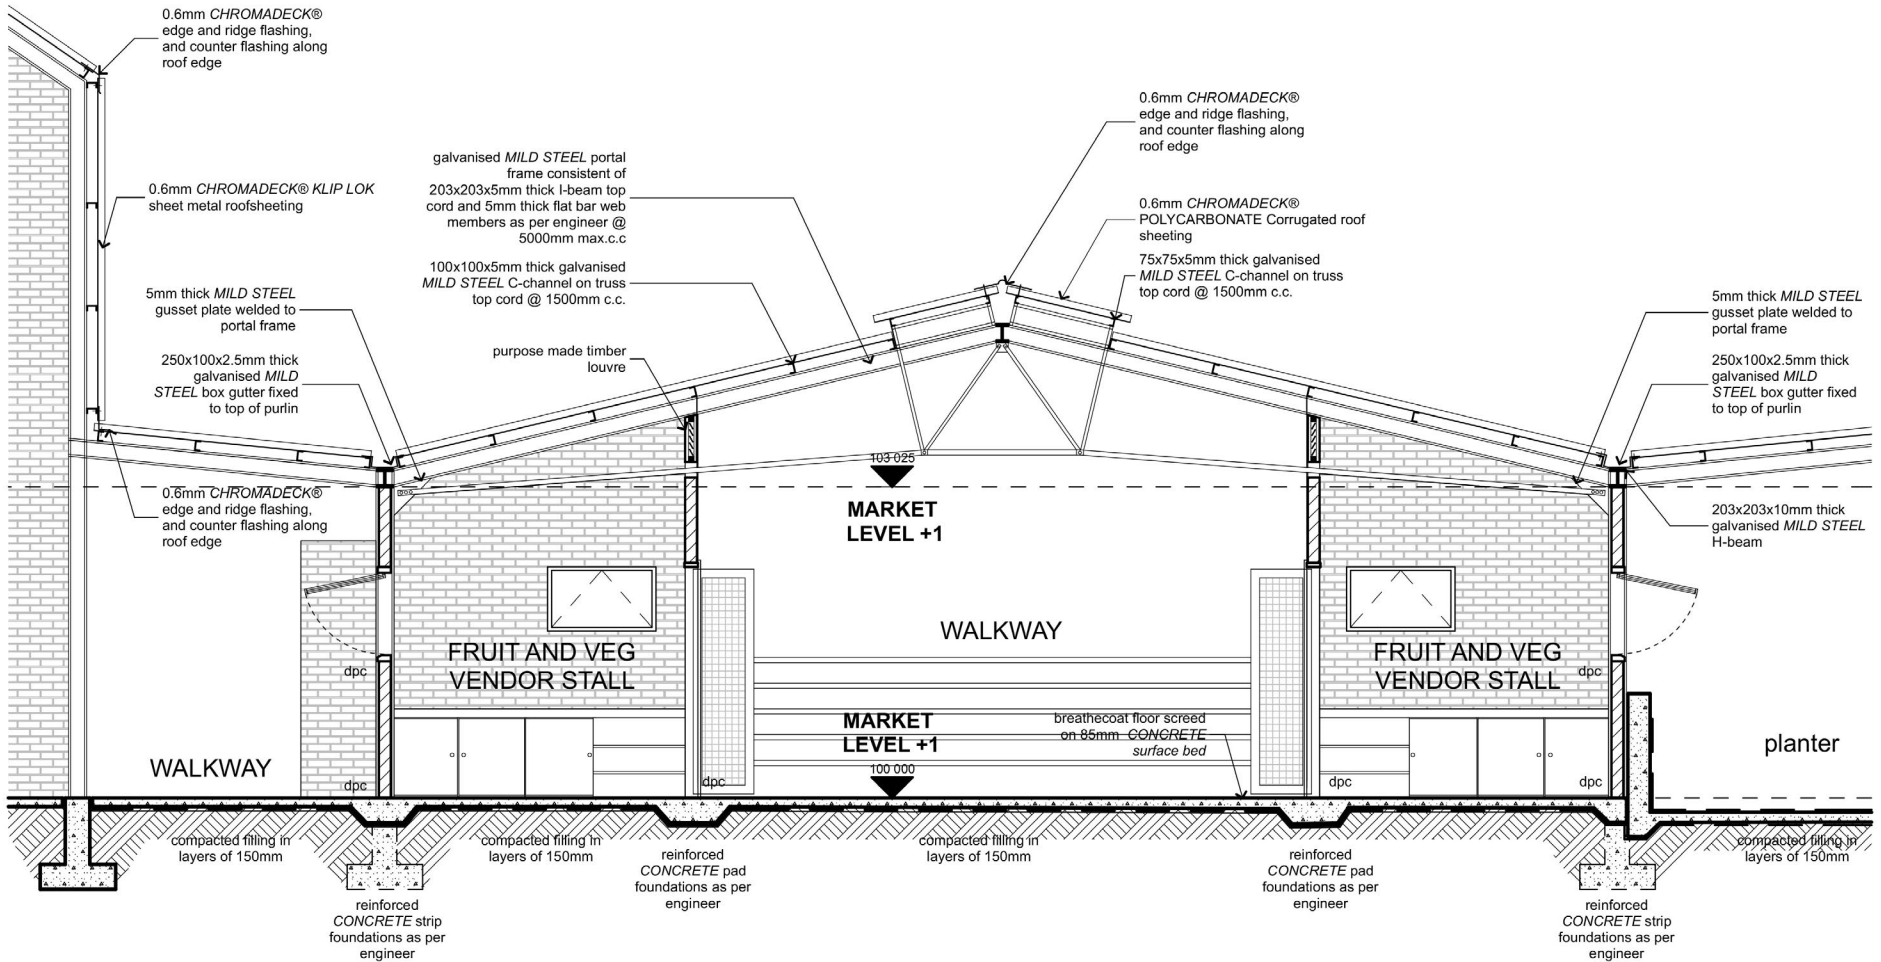 0.6mm CHROMADECK®
edge and ridge flashing,
and counter flashing along
roof edge
0.6mm CHROMADECK® KLIP LOK
sheet metal roofsheeting
5mm thick MILD STEEL
gusset plate welded to
portal frame
250x100x2.5mm thick
galvanised MILD
STEEL box gutter fixed
to top of purlin
0.6mm CHROMADECK®
edge and ridge flashing,
and counter flashing along
roof edge
galvanised MILD STEEL portal
frame consistent of
203x203x5mm thick I-beam top
cord and 5mm thick flat bar web
members as per engineer @
5000mm max.c.c
100x100x5mm thick galvanised
MILD STEEL C-channel on truss
top cord @ 1500mm c.c.
purpose made timber
louvre
0.6mm CHROMADECK®
edge and ridge flashing,
and counter flashing along
roof edge
0.6mm CHROMADECK®
POLYCARBONATE Corrugated roof
sheeting
75x75x5mm thick galvanised
MILD STEEL C-channel on truss
top cord @ 1500mm c.c.
5mm thick MILD STEEL
gusset plate welded to
portal frame
250x100x2.5mm thick
galvanised MILD
STEEL box gutter fixed
to top of purlin
203x203x10mm thick
galvanised MILD STEEL
H-beam
103 025
MARKET
LEVEL +1
WALKWAY
FRUIT AND VEG
VENDOR STALL
FRUIT AND VEG
VENDOR STALL
dpc
dpc
MARKET
LEVEL +1
100 000
breathecoat floor screed
on 85mm CONCRETE
surface bed
WALKWAY
planter
dpc
dpc
dpc
dpc
compacted filling in
layers of 150mm
compacted filling in
layers of 150mm
compacted filling in
layers of 150mm
compacted filling in
layers of 150mm
reinforced
CONCRETE pad
foundations as per
engineer
reinforced
CONCRETE pad
foundations as per
engineer
reinforced
CONCRETE strip
foundations as per
engineer
reinforced
CONCRETE strip
foundations as per
engineer